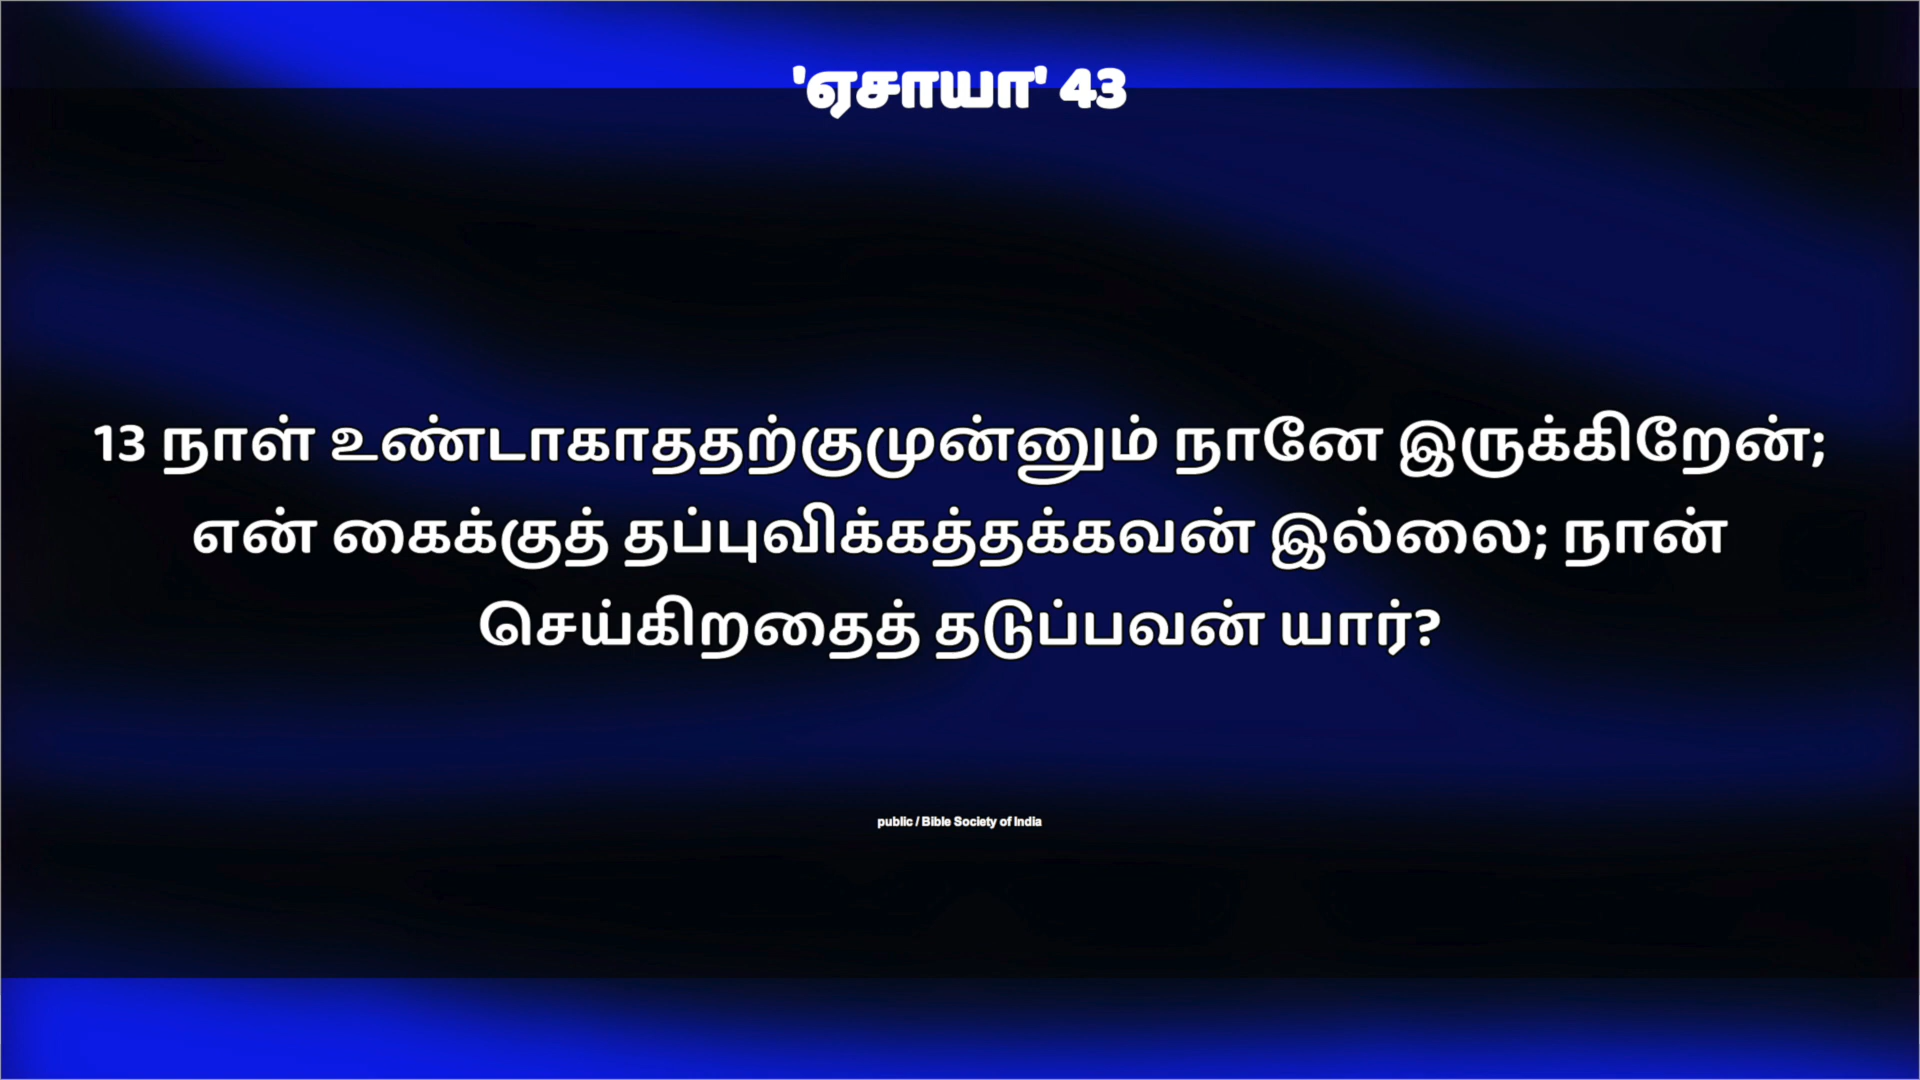 'ஏசாயா' 43
13 நாள் உண்டாகாததற்குமுன்னும் நானே இருக்கிறேன்;
என் கைக்குத் தப்புவிக்கத்தக்கவன் இல்லை; நான்
செய்கிறதைத் தடுப்பவன் யார்?
public / Bible Society of India